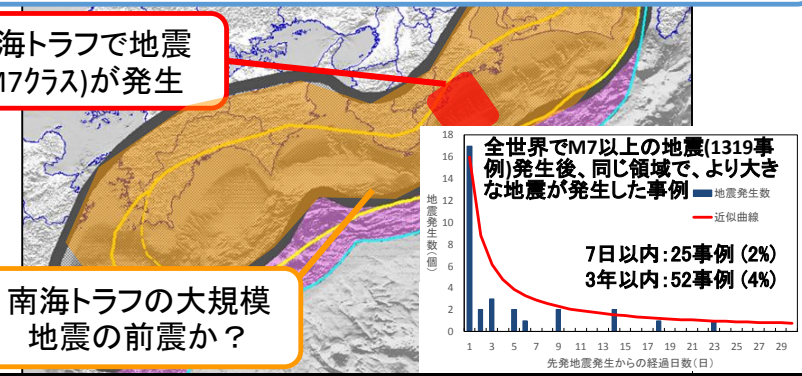 海トラフで地震
M7クラス)が発生
全世界でM7以上の地震(1319事
例)発生後、同じ領域で、より大き
な地震が発生した事例
地震発生数
近似曲線
7日以内:25事例 (2%)
3年以内:52事例 (4%)
地震発生数(個)
18
16
14
12
10
8
6
4
2
0
1 3 5 7 9 11 13 15 17 19 21 23 25 27 29
先発地震発生からの経過日数(日)
南海トラフの大規模
地震の前震か?